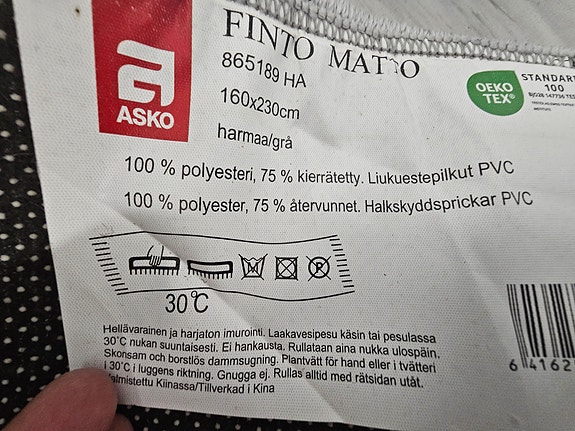 FINTO MATTO
865189 HA
160x230cm
harmaa/grå
ASKO
OEKO
TEX®
STANDARD
100
100 % polyesteri, 75 % kierrätetty. Liukuestepilkut PVC
100 % polyester, 75 % återvunnet. Halkskyddsprickar PVC
30°C
Hellävarainen ja harjaton imurointi. Laakavesipesu käsin tai pesulassa
30°C nukan suuntaisesti. Ei hankausta. Rullataan aina nukka ulospäin.
Skonsam och borstlös dammsugning. Plantvätt för hand eller i tvätteri
i 30°C i luggens riktning. Gnugga ej. Rullas alltid med rätsidan utåt.
Valmistettu Kiinassa/Tillverkad i Kina
6 4162